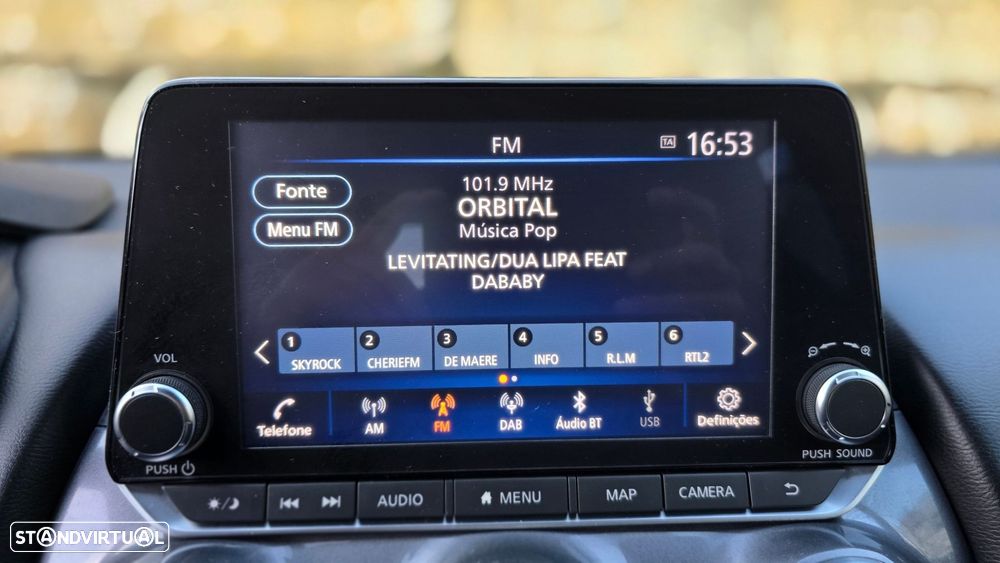 FM
TA 16:53
Fonte
101.9 MHz
ORBITAL
Menu FM
Música Pop
LEVITATING/DUA LIPA FEAT
DABABY
1 2 3 4 5 6
SKYROCK CHERIEFM DE MAERE INFO R.L.M RTL2
VOL
Telefone AM FM DAB Áudio BT USB Definições
PUSH
PUSH SOUND
AUDIO MENU MAP CAMERA
STANDVIRTUAL